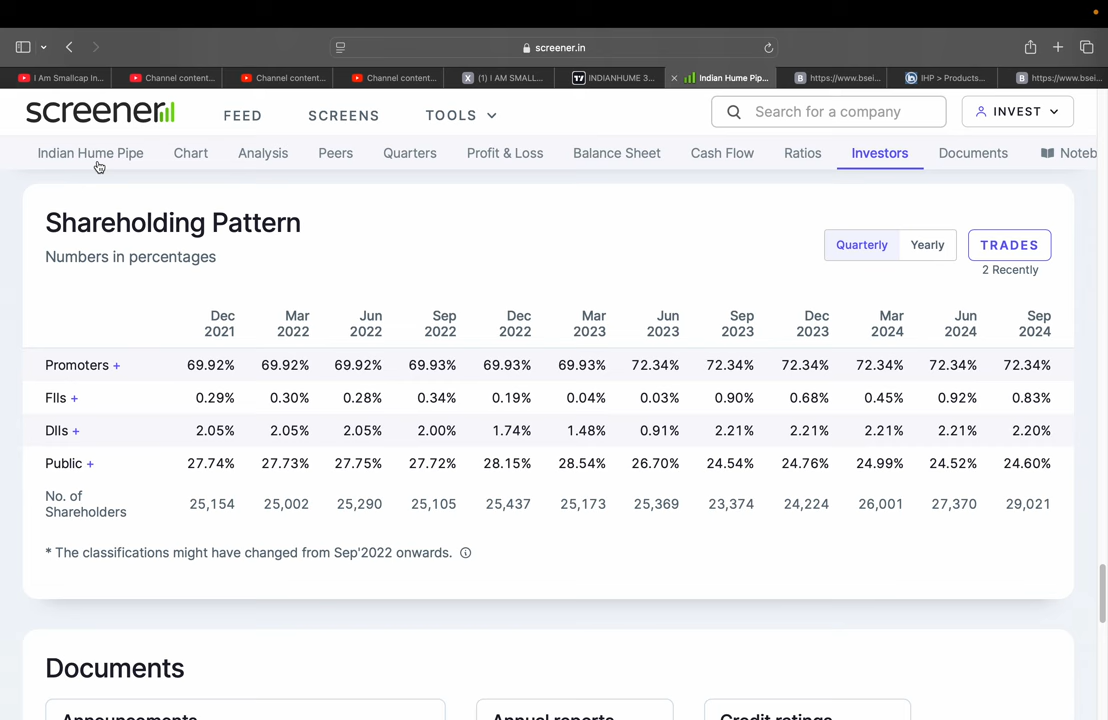 screener.in
I Am Smallcap In...
Channel content...
Channel content...
Channel content...
(1) I AM SMALL...
INDIANHUME 3...
Indian Hume Pip...
https://www.bsei...
IHP > Products...
https://www.bsei...
screener
FEED
SCREENS
TOOLS
Search for a company
INVEST
Indian Hume Pipe Chart Analysis Peers Quarters Profit & Loss Balance Sheet Cash Flow Ratios Investors Documents Noteb
Shareholding Pattern
Numbers in percentages
Quarterly Yearly
TRADES
2 Recently
Dec 2021 Mar 2022 Jun 2022 Sep 2022 Dec 2022 Mar 2023 Jun 2023 Sep 2023 Dec 2023 Mar 2024 Jun 2024 Sep 2024
Promoters + 69.92% 69.92% 69.92% 69.93% 69.93% 69.93% 72.34% 72.34% 72.34% 72.34% 72.34% 72.34%
FIIs + 0.29% 0.30% 0.28% 0.34% 0.19% 0.04% 0.03% 0.90% 0.68% 0.45% 0.92% 0.83%
DIIs + 2.05% 2.05% 2.05% 2.00% 1.74% 1.48% 0.91% 2.21% 2.21% 2.21% 2.21% 2.20%
Public + 27.74% 27.73% 27.75% 27.72% 28.15% 28.54% 26.70% 24.54% 24.76% 24.99% 24.52% 24.60%
No. of Shareholders 25,154 25,002 25,290 25,105 25,437 25,173 25,369 23,374 24,224 26,001 27,370 29,021
* The classifications might have changed from Sep'2022 onwards.
Documents
Announcements
Annual reports
Credit ratings